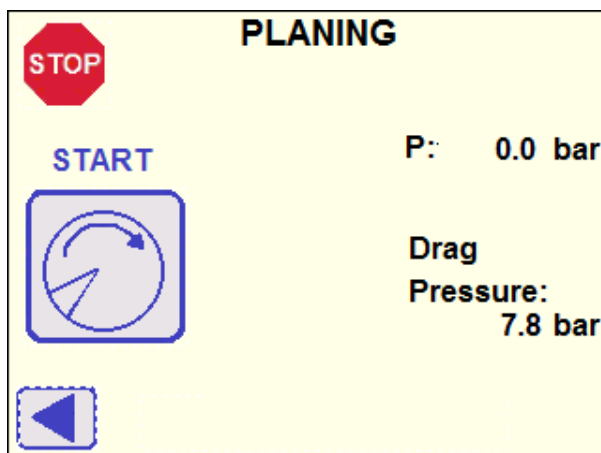 PLANING
STOP
START
P: 0.0 bar
Drag
Pressure:
7.8 bar